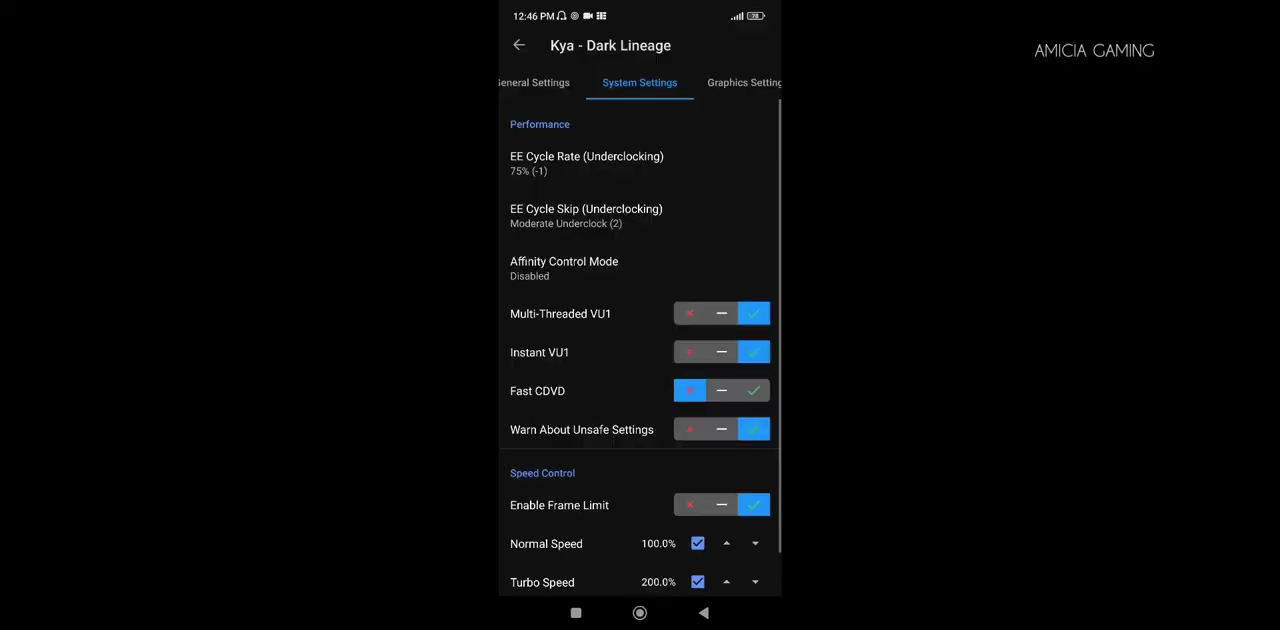 12:46 PM
78
AMICIA GAMING
Kya - Dark Lineage
General Settings
System Settings
Graphics Setting
Performance
EE Cycle Rate (Underclocking)
75% (-1)
EE Cycle Skip (Underclocking)
Moderate Underclock (2)
Affinity Control Mode
Disabled
Multi-Threaded VU1
Instant VU1
Fast CDVD
Warn About Unsafe Settings
Speed Control
Enable Frame Limit
Normal Speed 100.0%
Turbo Speed 200.0%